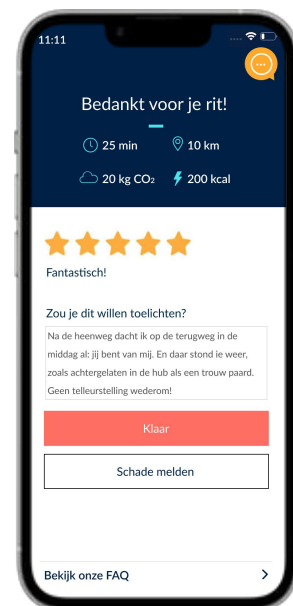 11:11
Bedankt voor je rit!
25 min
10 km
20 kg CO₂
200 kcal
Fantastisch!
Zou je dit willen toelichten?
Na de heenweg dacht ik op de terugweg in de
middag al: jij bent van mij. En daar stond ie weer,
zoals achtergelaten in de hub als een trouw paard.
Geen telleurstelling wederom!
Klaar
Schade melden
Bekijk onze FAQ